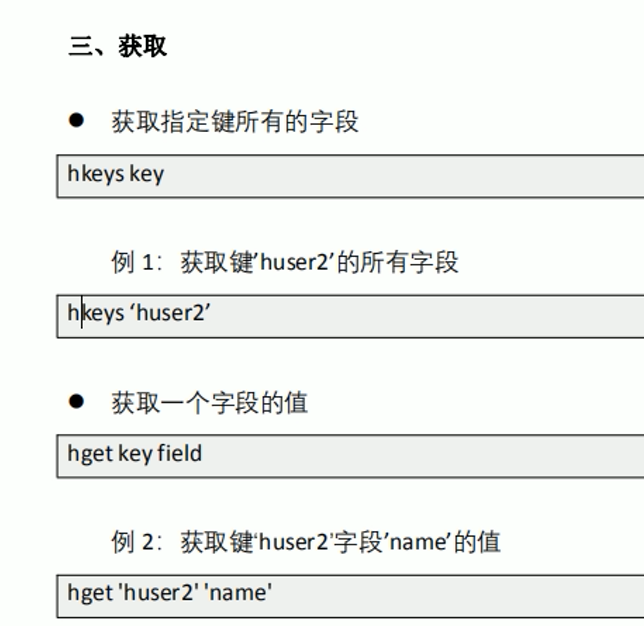 三、获取
● 获取指定键所有的字段
hkeys key
例 1： 获取键’huser2’的所有字段
hkeys ‘huser2’
● 获取一个字段的值
hget key field
例 2： 获取键‘huser2'字段’name’的值
hget 'huser2' 'name'